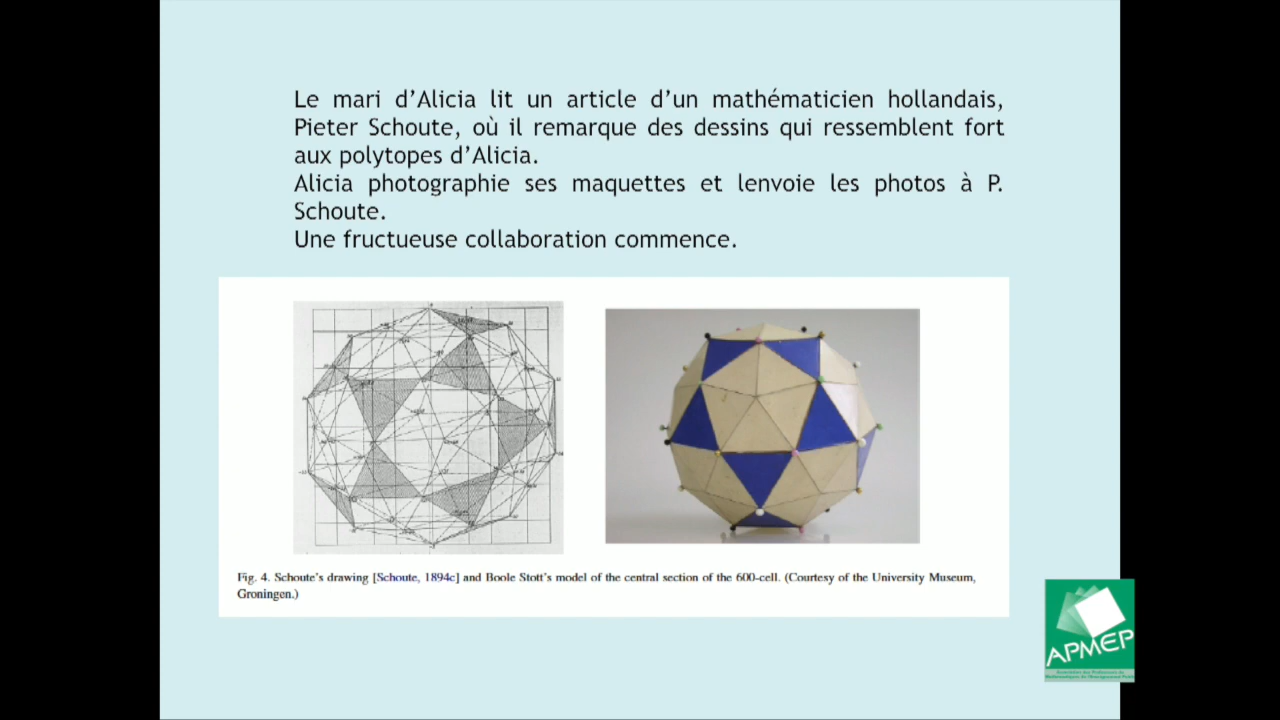 Le mari d’Alicia lit un article d’un mathématicien hollandais,
Pieter Schoute, où il remarque des dessins qui ressemblent fort
aux polytopes d’Alicia.
Alicia photographie ses maquettes et lenvoie les photos à P.
Schoute.
Une fructueuse collaboration commence.
Fig. 4. Schoute’s drawing [Schoute, 1894c] and Boole Stott’s model of the central section of the 600-cell. (Courtesy of the University Museum,
Groningen.)
APMEP